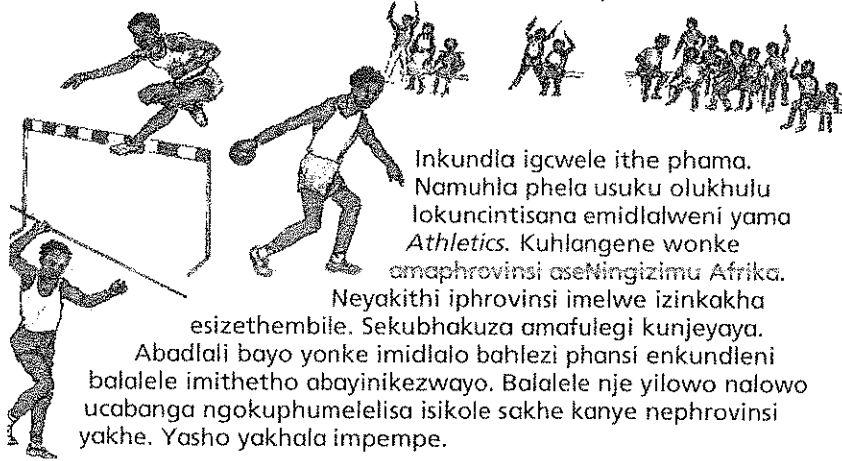 Inkundla igcwele ithe phama.
Namuhla phela usuku olukhulu
lokuncintisana emidlalweni yama
Athletics. Kuhlangene wonke
amaphrovinsi aseNingizimu Afrika.
Neyakithi iphrovinsi imelwe izinkakha
esizethembile. Sekubhakuza amafulegi kunjeyaya.
Abadlali bayo yonke imidlalo bahlezi phansi enkundleni
balalele imithetho abayinikezwayo. Balalele nje yilowo nalowo
ucabanga ngokuphumelelisa isikole sakhe kanye nephrovinsi
yakhe. Yasho yakhala impempe.